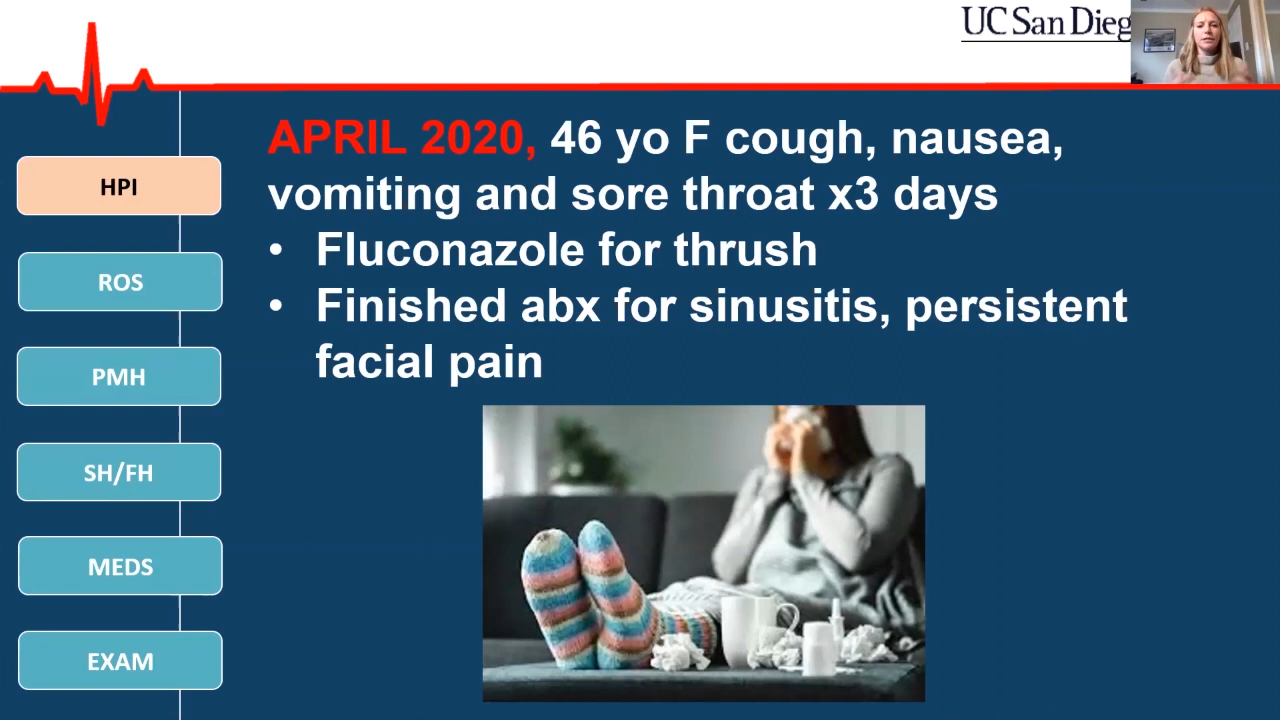 UC San Dieg
APRIL 2020, 46 yo F cough, nausea,
vomiting and sore throat x3 days
• Fluconazole for thrush
• Finished abx for sinusitis, persistent
facial pain
HPI
ROS
PMH
SH/FH
MEDS
EXAM